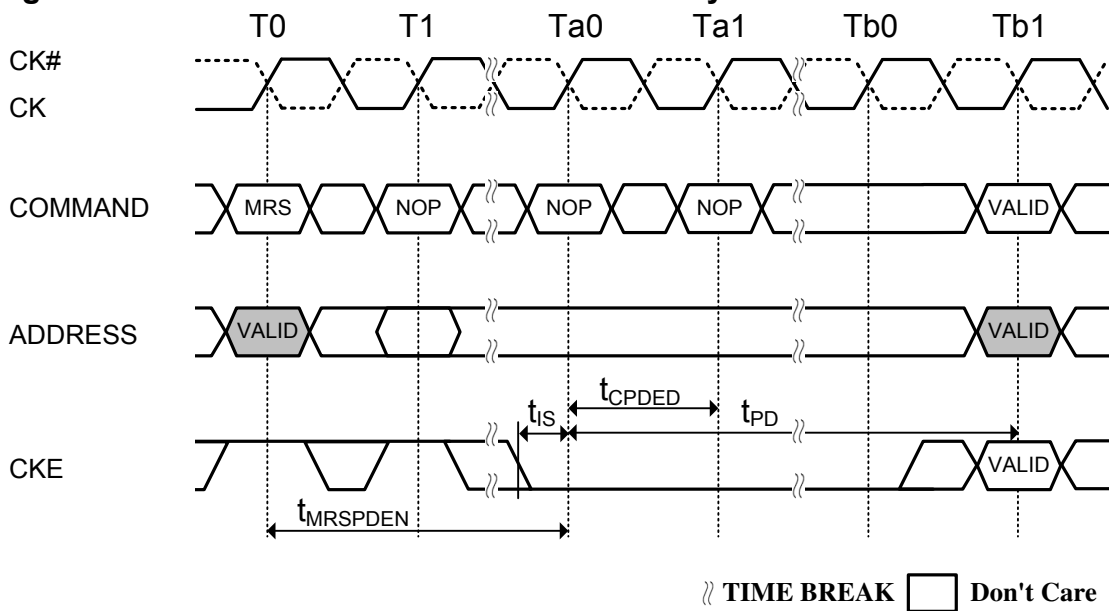 T0 T1 Ta0 Ta1 Tb0 Tb1
CK#
CK
COMMAND MRS NOP NOP NOP VALID
ADDRESS VALID VALID
tCPDED
tIS tPD
CKE VALID
tMRSPDEN
TIME BREAK Don't Care